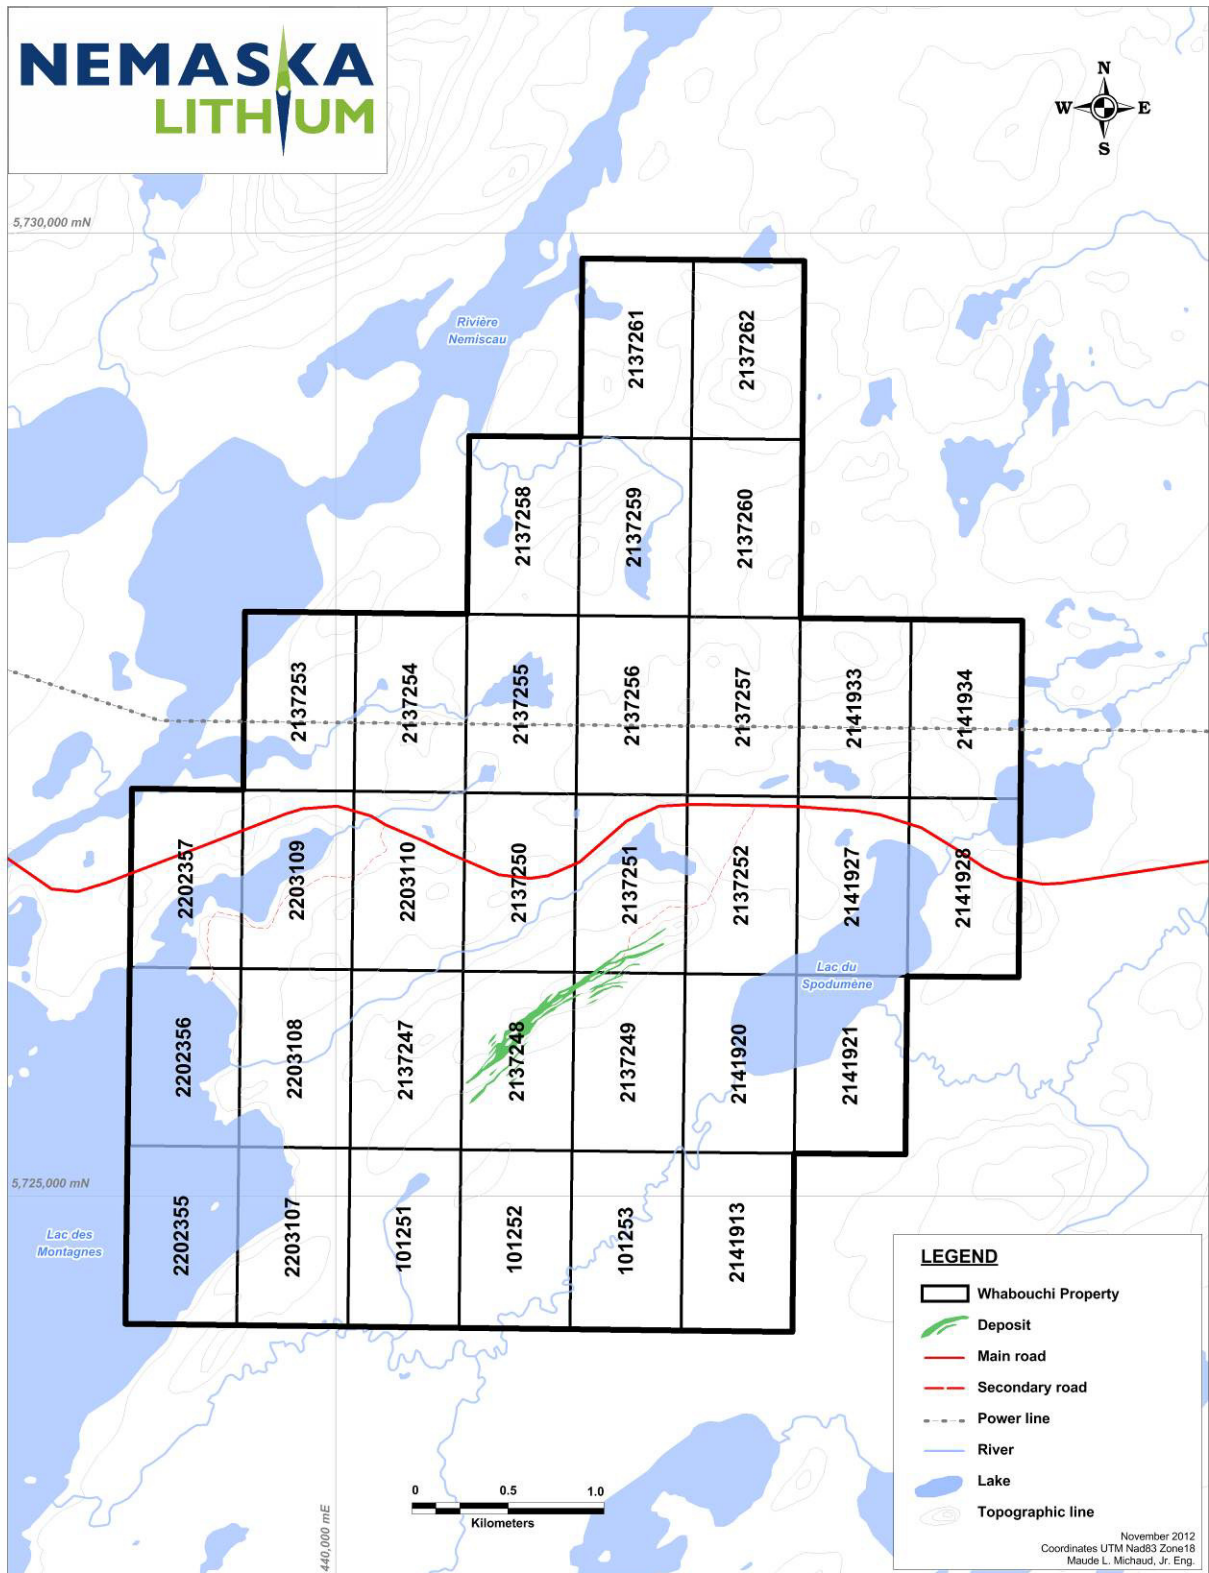 NEMASKA
LITHIUM
N
W E
S
5,730,000 mN
Rivière
Nemiscau
2137261
2137262
2137258
2137259
2137260
2137253
2137254
2137255
2137256
2137257
2141933
2141934
2202357
2203109
2203110
2137250
2137251
2137252
2141927
2141928
Lac du
Spodumène
2202356
2203108
2137247
2137248
2137249
2141920
2141921
5,725,000 mN
2202355
2203107
101251
101252
101253
2141913
Lac des
Montagnes
LEGEND
Whabouchi Property
Deposit
Main road
Secondary road
Power line
River
Lake
Topographic line
0 0.5 1.0
Kilometers
440,000 mE
November 2012
Coordinates UTM Nad83 Zone18
Maude L. Michaud, Jr. Eng.